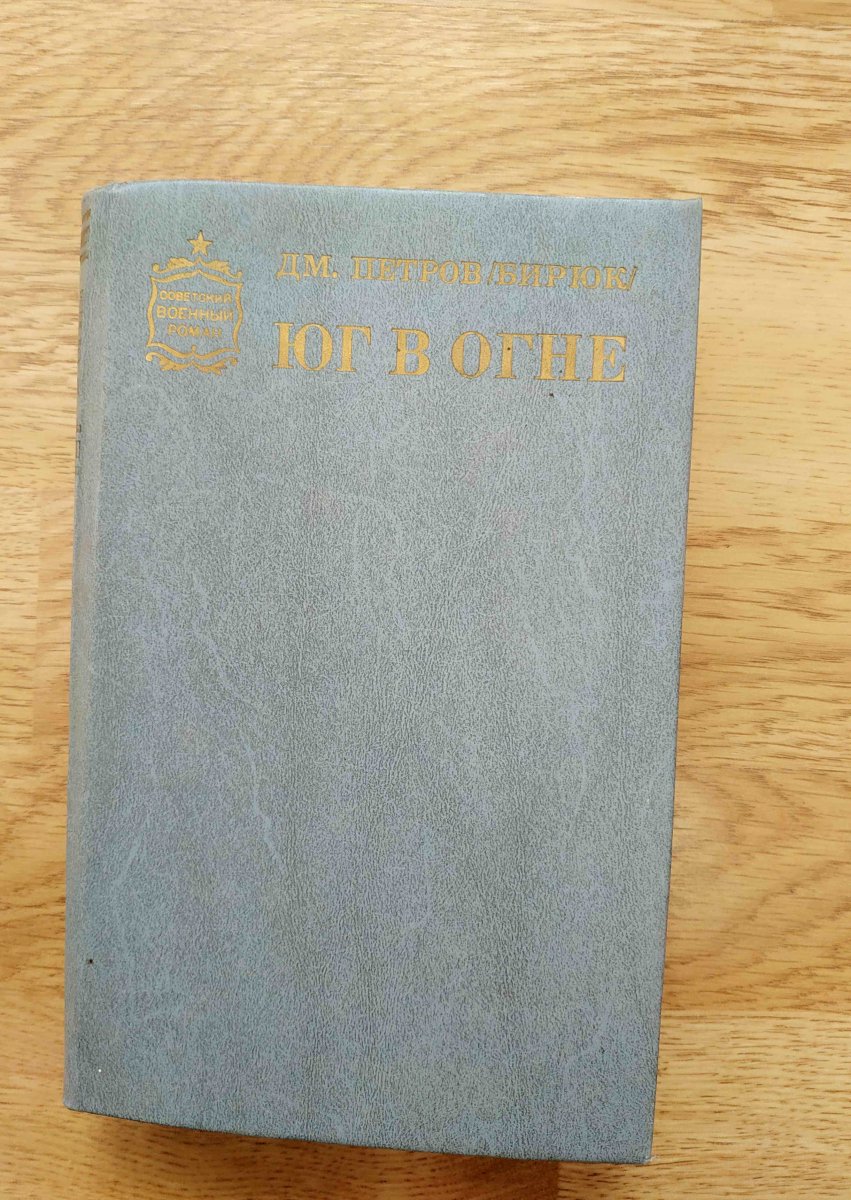 СОВЕТСКИЙ
ВОЕННЫЙ
РОМАН
ДМ. ПЕТРОВ /БИРЮК/
ЮГ В ОГНЕ